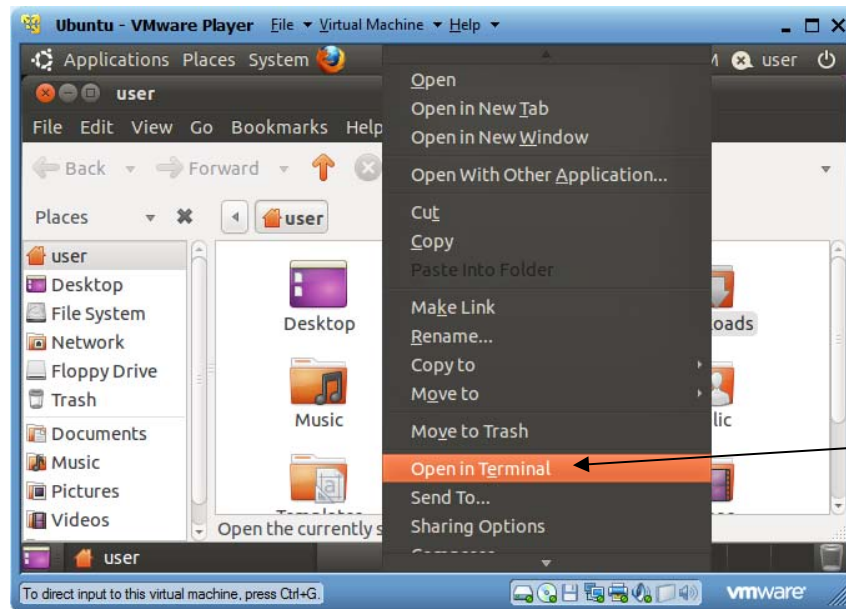 Ubuntu - VMware Player File Virtual Machine Help
Applications Places System user
user
File Edit View Go Bookmarks Help
Back Forward
Places user
user
Desktop
File System
Network
Floppy Drive
Trash
Documents
Music
Pictures
Videos
Desktop
Music
Open the currently s
user
Open
Open in New Tab
Open in New Window
Open With Other Application...
Cut
Copy
Paste Into Folder
Make Link
Rename...
Copy to
Move to
Move to Trash
Open in Terminal
Send To...
Sharing Options
oads
lic
To direct input to this virtual machine, press Ctrl+G.
vmware